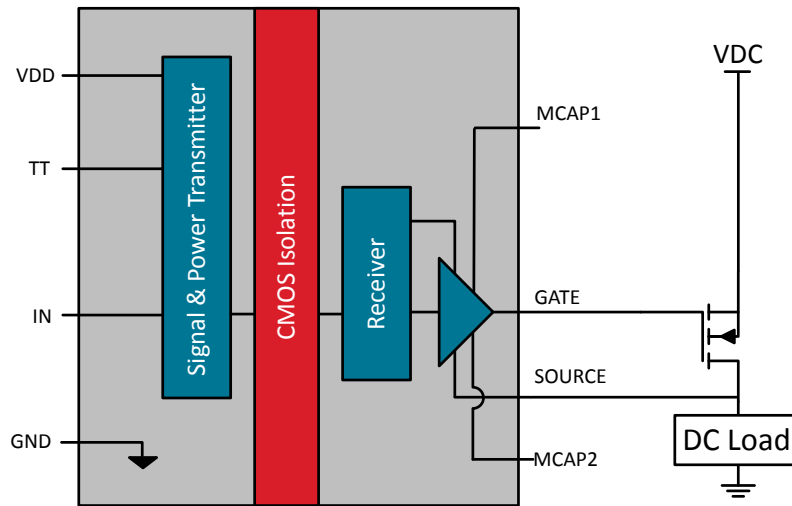 VDD
TT
IN
GND
Signal & Power Transmitter
CMOS Isolation
Receiver
MCAP1
GATE
SOURCE
MCAP2
VDC
DC Load